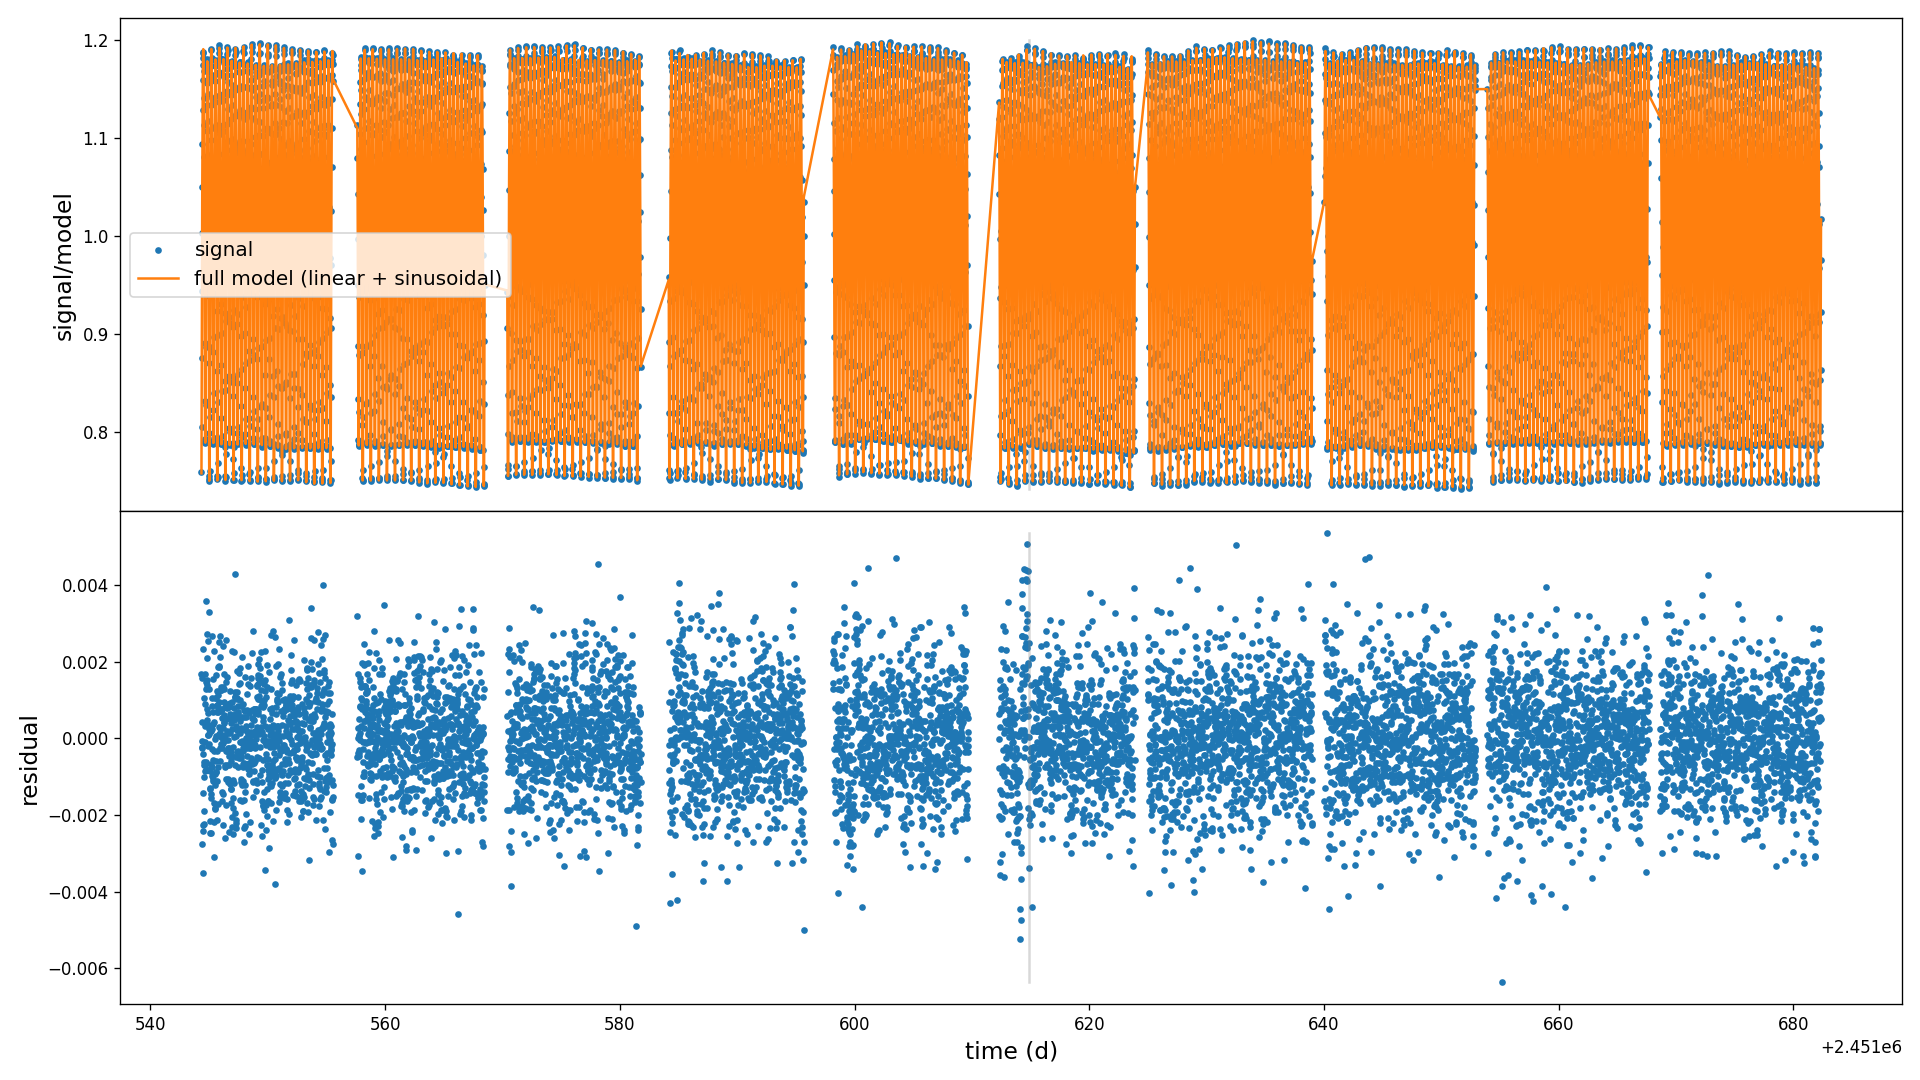 1.2
1.1
1.0
0.9
0.8
signal/model
signal
full model (linear + sinusoidal)
0.004
0.002
0.000
−0.002
−0.004
−0.006
residual
540 560 580 600 620 640 660 680
time (d)
+2.451e6